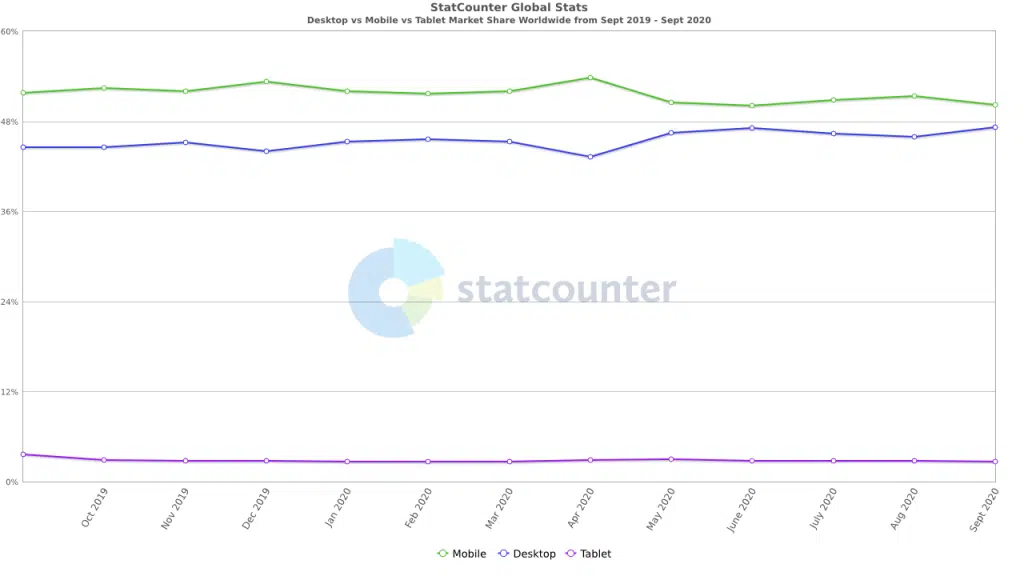 StatCounter Global Stats
Desktop vs Mobile vs Tablet Market Share Worldwide from Sept 2019 - Sept 2020
60%
48%
36%
24%
12%
0%
statcounter
Oct 2019
Nov 2019
Dec 2019
Jan 2020
Feb 2020
Mar 2020
Apr 2020
May 2020
June 2020
July 2020
Aug 2020
Sept 2020
Mobile Desktop Tablet